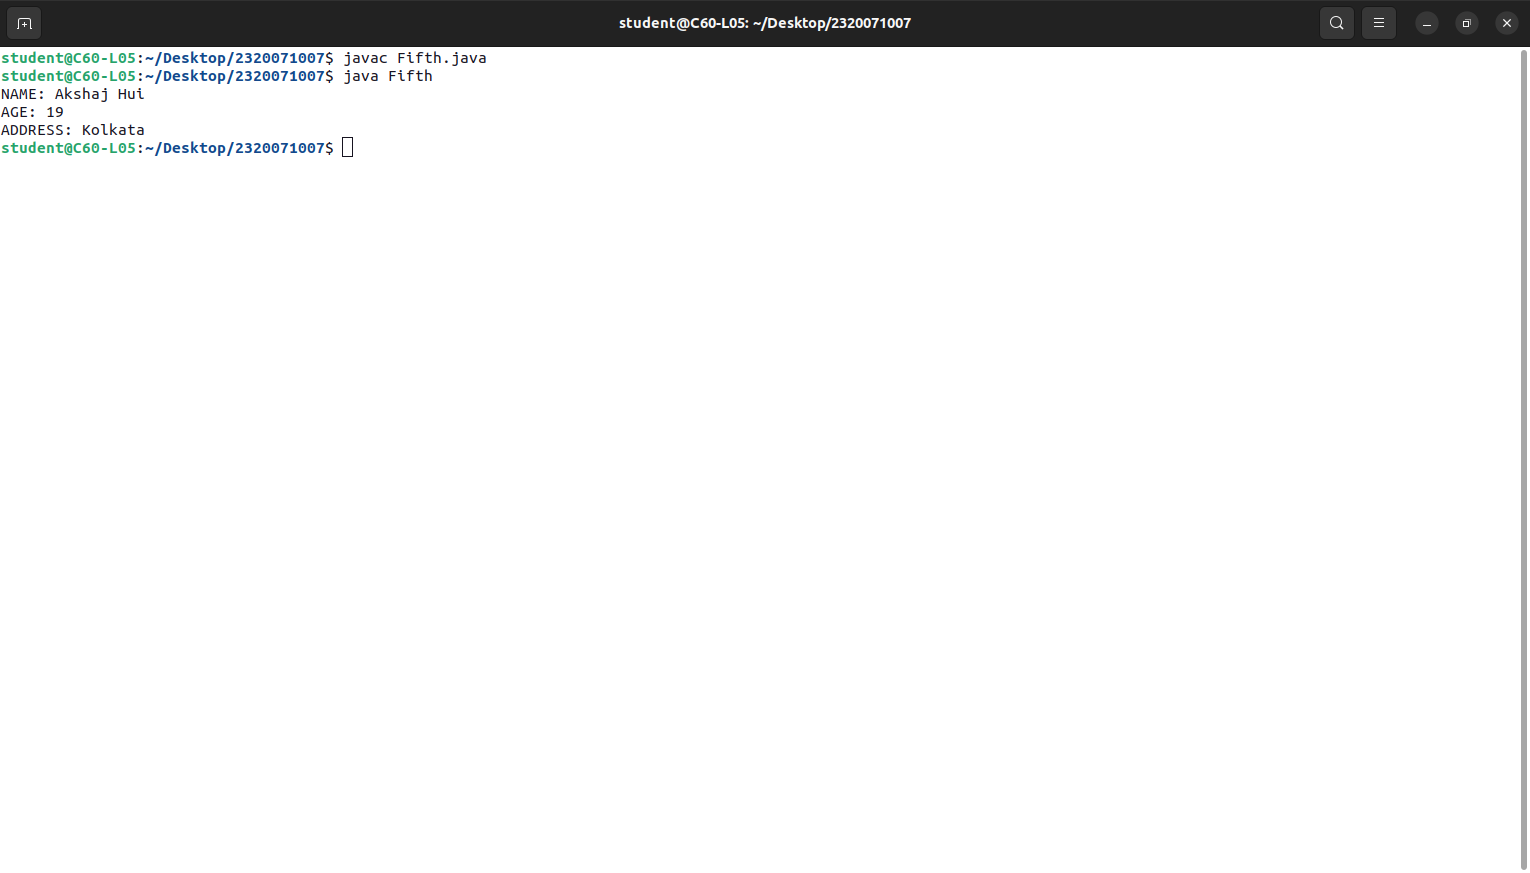 student@C60-L05: ~/Desktop/2320071007
student@C60-L05:~/Desktop/2320071007$ javac Fifth.java
student@C60-L05:~/Desktop/2320071007$ java Fifth
NAME: Akshaj Hui
AGE: 19
ADDRESS: Kolkata
student@C60-L05:~/Desktop/2320071007$